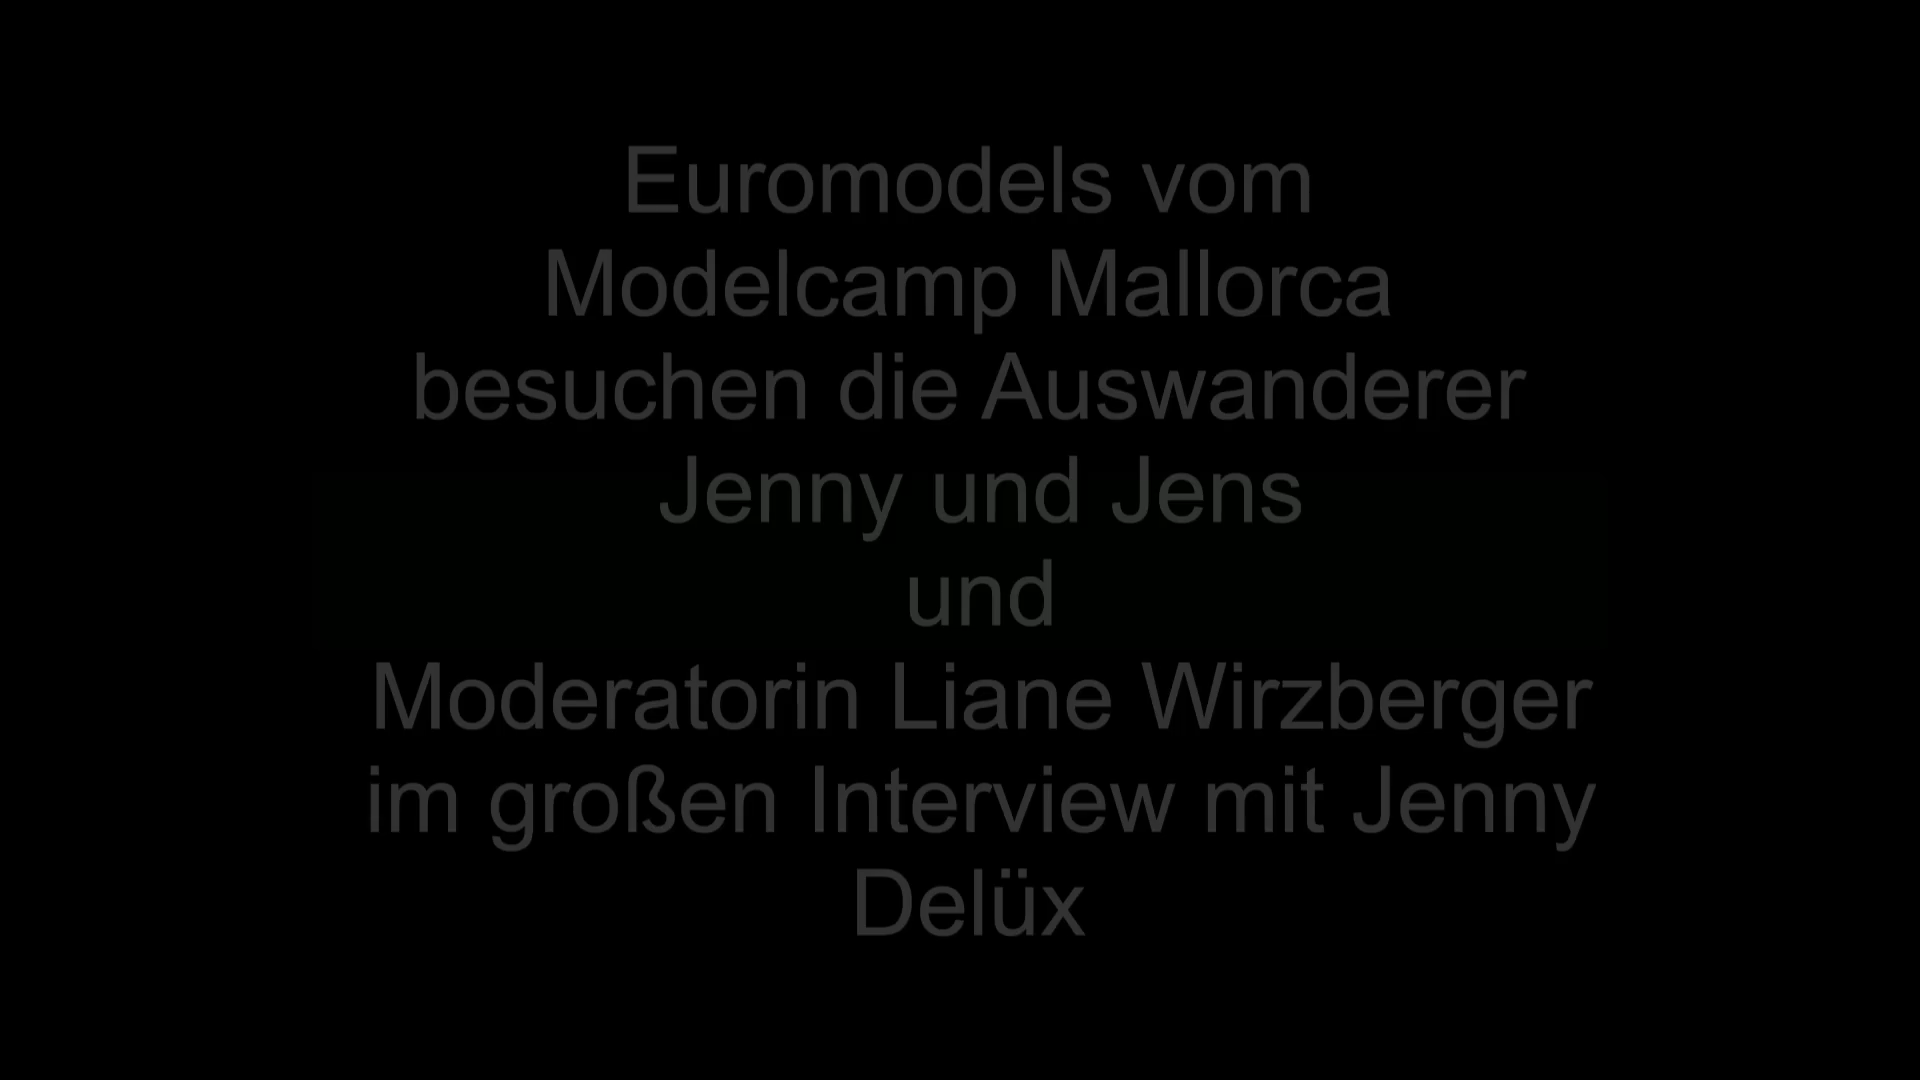 Euromodels vom
Modelcamp Mallorca
besuchen die Auswanderer
Jenny und Jens
und
Moderatorin Liane Wirzberger
im großen Interview mit Jenny
Delüx